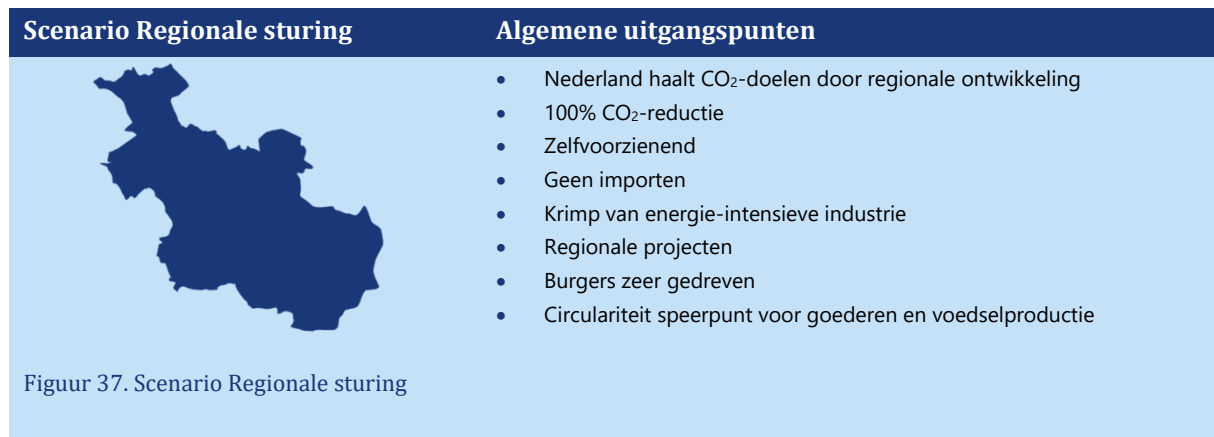 Scenario Regionale sturing
Algemene uitgangspunten
• Nederland haalt CO₂-doelen door regionale ontwikkeling
• 100% CO₂-reductie
• Zelfvoorzienend
• Geen importen
• Krimp van energie-intensieve industrie
• Regionale projecten
• Burgers zeer gedreven
• Circulariteit speerpunt voor goederen en voedselproductie
Figuur 37. Scenario Regionale sturing